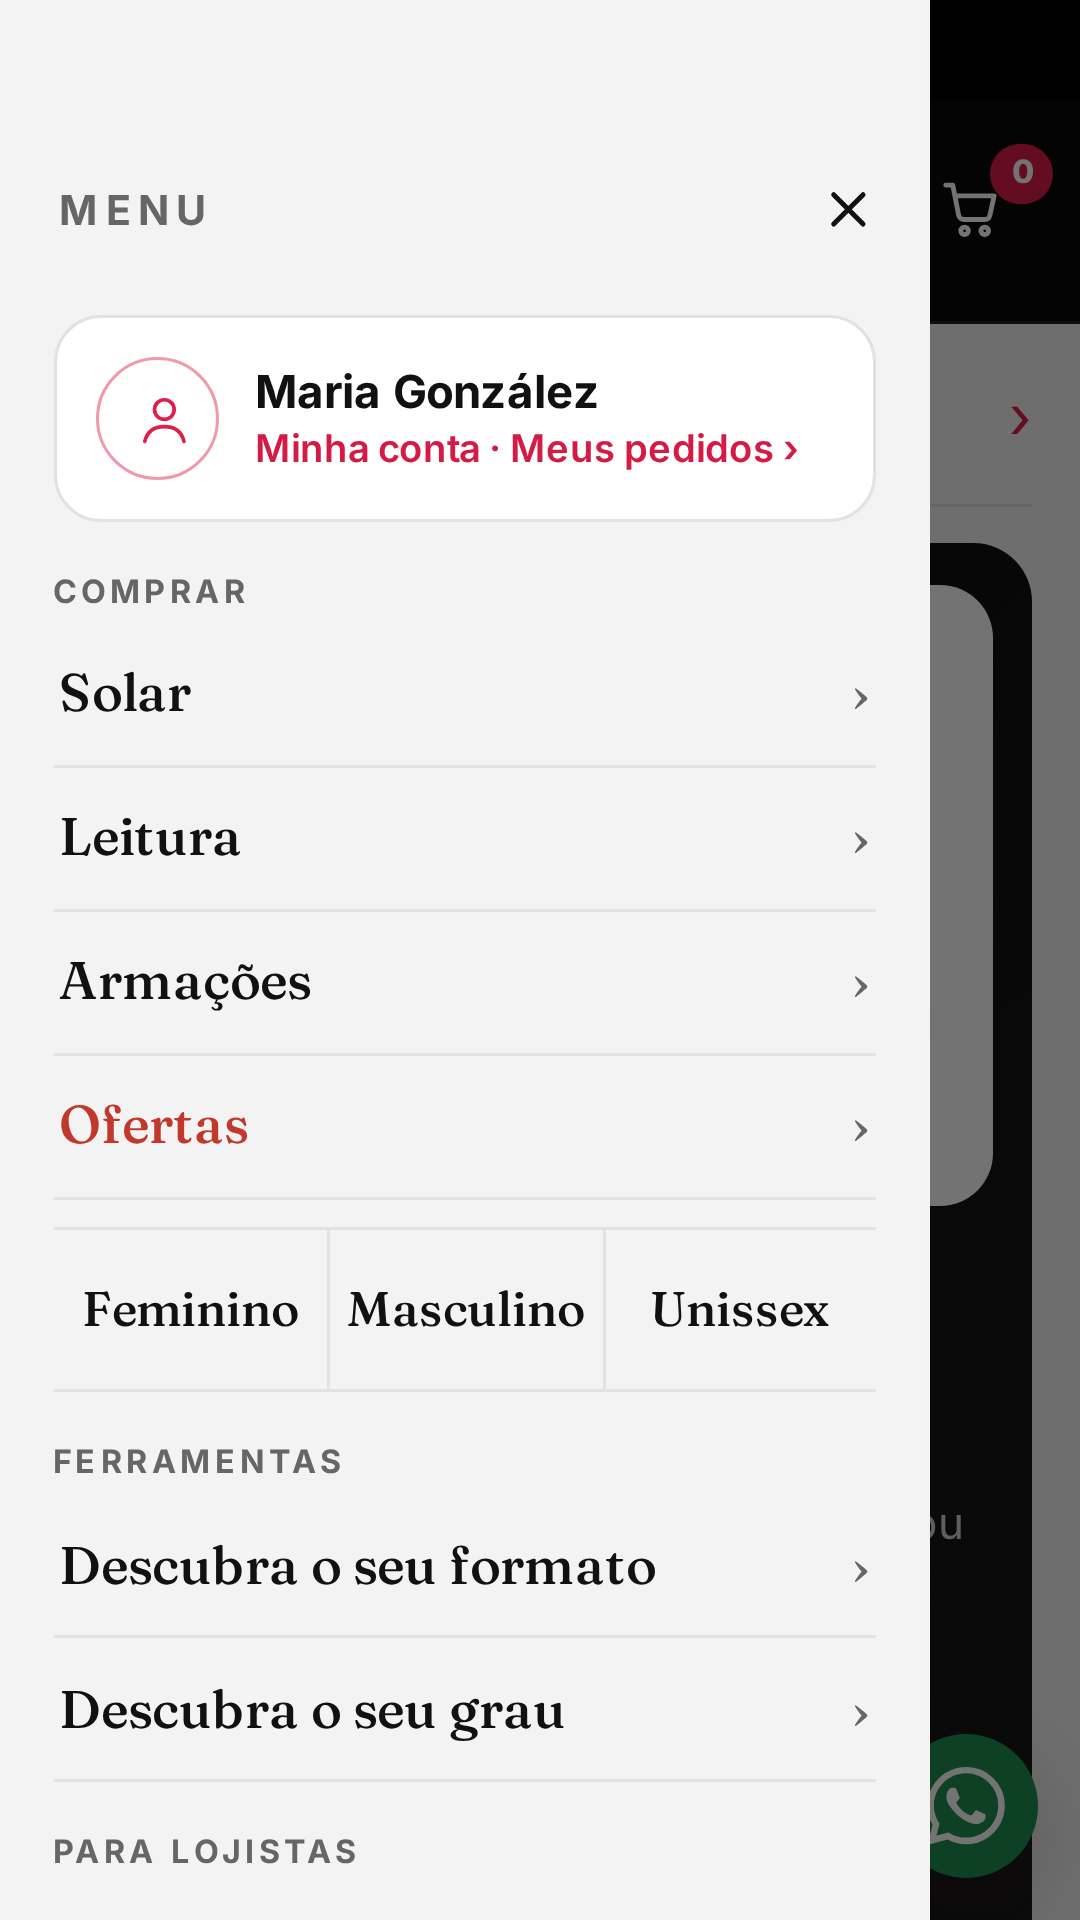 MENU
0
Maria González
Minha conta · Meus pedidos ›
COMPRAR
Solar
Leitura
Armações
Ofertas
Feminino Masculino Unissex
FERRAMENTAS
Descubra o seu formato
Descubra o seu grau
PARA LOJISTAS